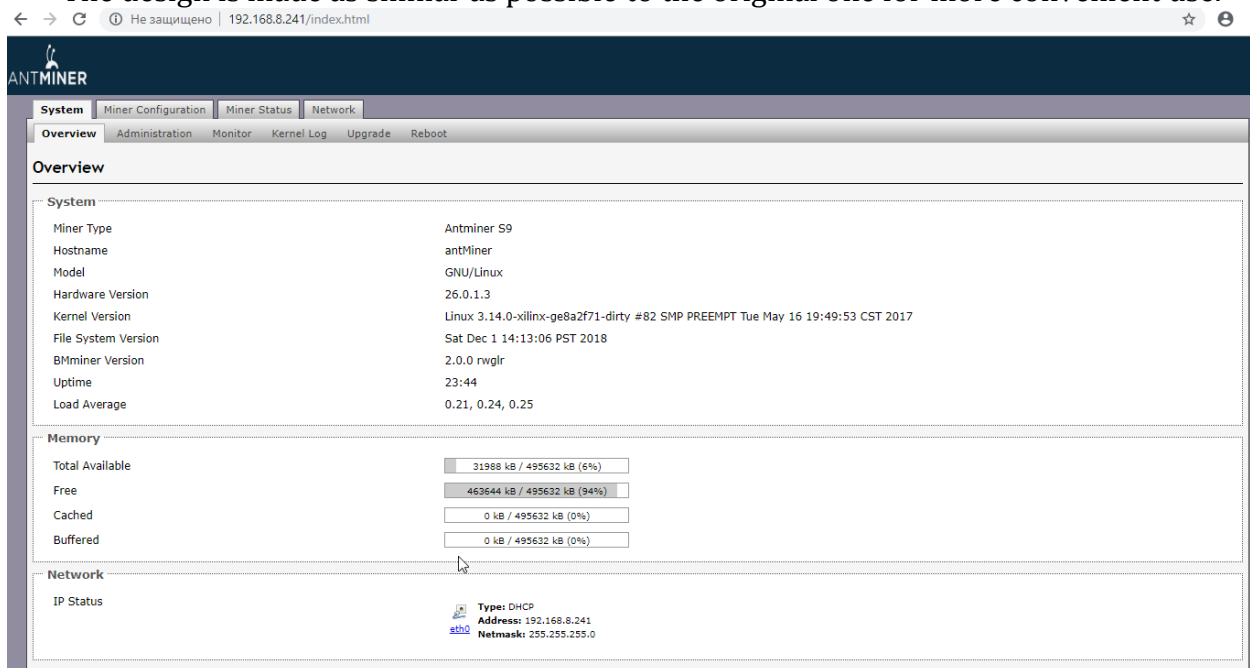 The design is made as similar as possible to the original one for more convenient use.
Не защищено | 192.168.8.241/index.html
ANTMINER
System Miner Configuration Miner Status Network
Overview Administration Monitor Kernel Log Upgrade Reboot
Overview
System
Miner Type Antminer S9
Hostname antMiner
Model GNU/Linux
Hardware Version 26.0.1.3
Kernel Version Linux 3.14.0-xilinx-ge8a2f71-dirty #82 SMP PREEMPT Tue May 16 19:49:53 CST 2017
File System Version Sat Dec 1 14:13:06 PST 2018
BMminer Version 2.0.0 rwglr
Uptime 23:44
Load Average 0.21, 0.24, 0.25
Memory
Total Available 31988 kB / 495632 kB (6%)
Free 463644 kB / 495632 kB (94%)
Cached 0 kB / 495632 kB (0%)
Buffered 0 kB / 495632 kB (0%)
Network
IP Status Type: DHCP
Address: 192.168.8.241
eth0 Netmask: 255.255.255.0